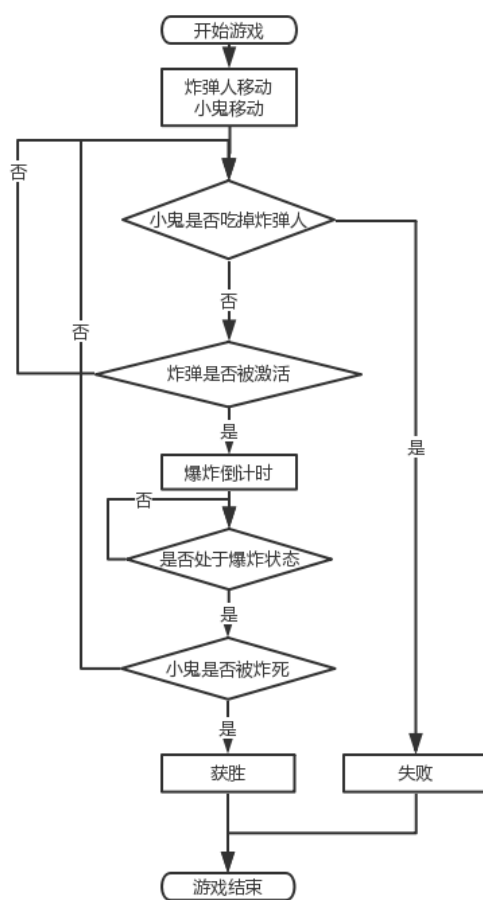 开始游戏
炸弹人移动
小鬼移动
否
小鬼是否吃掉炸弹人
否
否
炸弹是否被激活
是
是
爆炸倒计时
否
是否处于爆炸状态
是
小鬼是否被炸死
是
获胜
失败
游戏结束